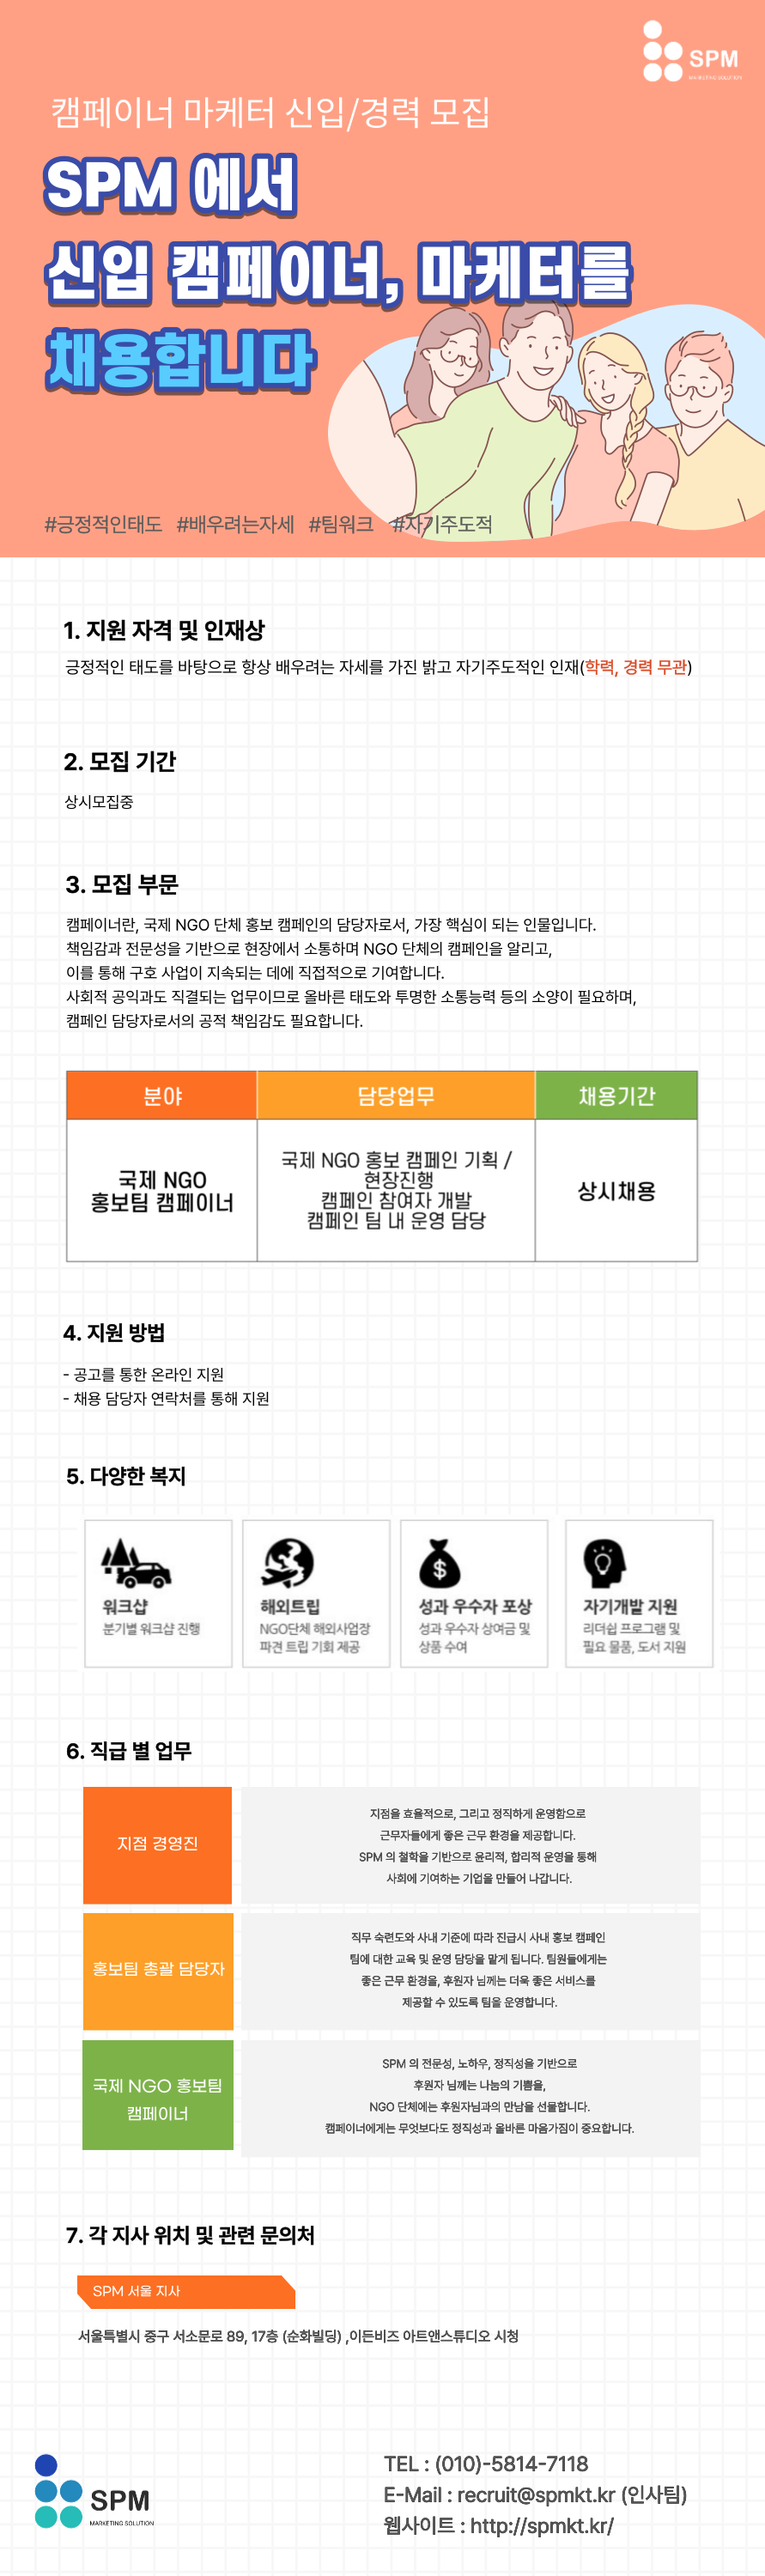 SPM
MARKETING SOLUTION
캠페이너 마케터 신입/경력 모집
SPM 에서
신입 캠페이너, 마케터를
채용합니다
#긍정적인태도 #배우려는자세 #팀워크 #자기주도적
1. 지원 자격 및 인재상
긍정적인 태도를 바탕으로 항상 배우려는 자세를 가진 밝고 자기주도적인 인재(학력, 경력 무관)
2. 모집 기간
상시모집중
3. 모집 부문
캠페이너란, 국제 NGO 단체 홍보 캠페인의 담당자로서, 가장 핵심이 되는 인물입니다.
책임감과 전문성을 기반으로 현장에서 소통하며 NGO 단체의 캠페인을 알리고,
이를 통해 구호 사업이 지속되는 데에 직접적으로 기여합니다.
사회적 공익과도 직결되는 업무이므로 올바른 태도와 투명한 소통능력 등의 소양이 필요하며,
캠페인 담당자로서의 공적 책임감도 필요합니다.
분야 담당업무 채용기간
국제 NGO
홍보팀 캠페이너
국제 NGO 홍보 캠페인 기획 /
현장진행
캠페인 참여자 개발
캠페인 팀 내 운영 담당
상시채용
4. 지원 방법
- 공고를 통한 온라인 지원
- 채용 담당자 연락처를 통해 지원
5. 다양한 복지
워크샵
분기별 워크샵 진행
해외트립
NGO단체 해외사업장
파견 트립 기회 제공
성과 우수자 포상
성과 우수자 상여금 및
상품 수여
자기개발 지원
리더쉽 프로그램 및
필요 물품, 도서 지원
6. 직급 별 업무
지점 경영진
지점을 효율적으로, 그리고 정직하게 운영함으로
근무자들에게 좋은 근무 환경을 제공합니다.
SPM 의 철학을 기반으로 윤리적, 합리적 운영을 통해
사회에 기여하는 기업을 만들어 나갑니다.
홍보팀 총괄 담당자
직무 숙련도와 사내 기준에 따라 진급시 사내 홍보 캠페인
팀에 대한 교육 및 운영 담당을 맡게 됩니다. 팀원들에게는
좋은 근무 환경을, 후원자 님께는 더욱 좋은 서비스를
제공할 수 있도록 팀을 운영합니다.
국제 NGO 홍보팀
캠페이너
SPM 의 전문성, 노하우, 정직성을 기반으로
후원자 님께는 나눔의 기쁨을,
NGO 단체에는 후원자님과의 만남을 선물합니다.
캠페이너에게는 무엇보다도 정직성과 올바른 마음가짐이 중요합니다.
7. 각 지사 위치 및 관련 문의처
SPM 서울 지사
서울특별시 중구 서소문로 89, 17층 (순화빌딩) ,이든비즈 아트앤스튜디오 시청
SPM
MARKETING SOLUTION
TEL : (010)-5814-7118
E-Mail : recruit@spmkt.kr (인사팀)
웹사이트 : http://spmkt.kr/